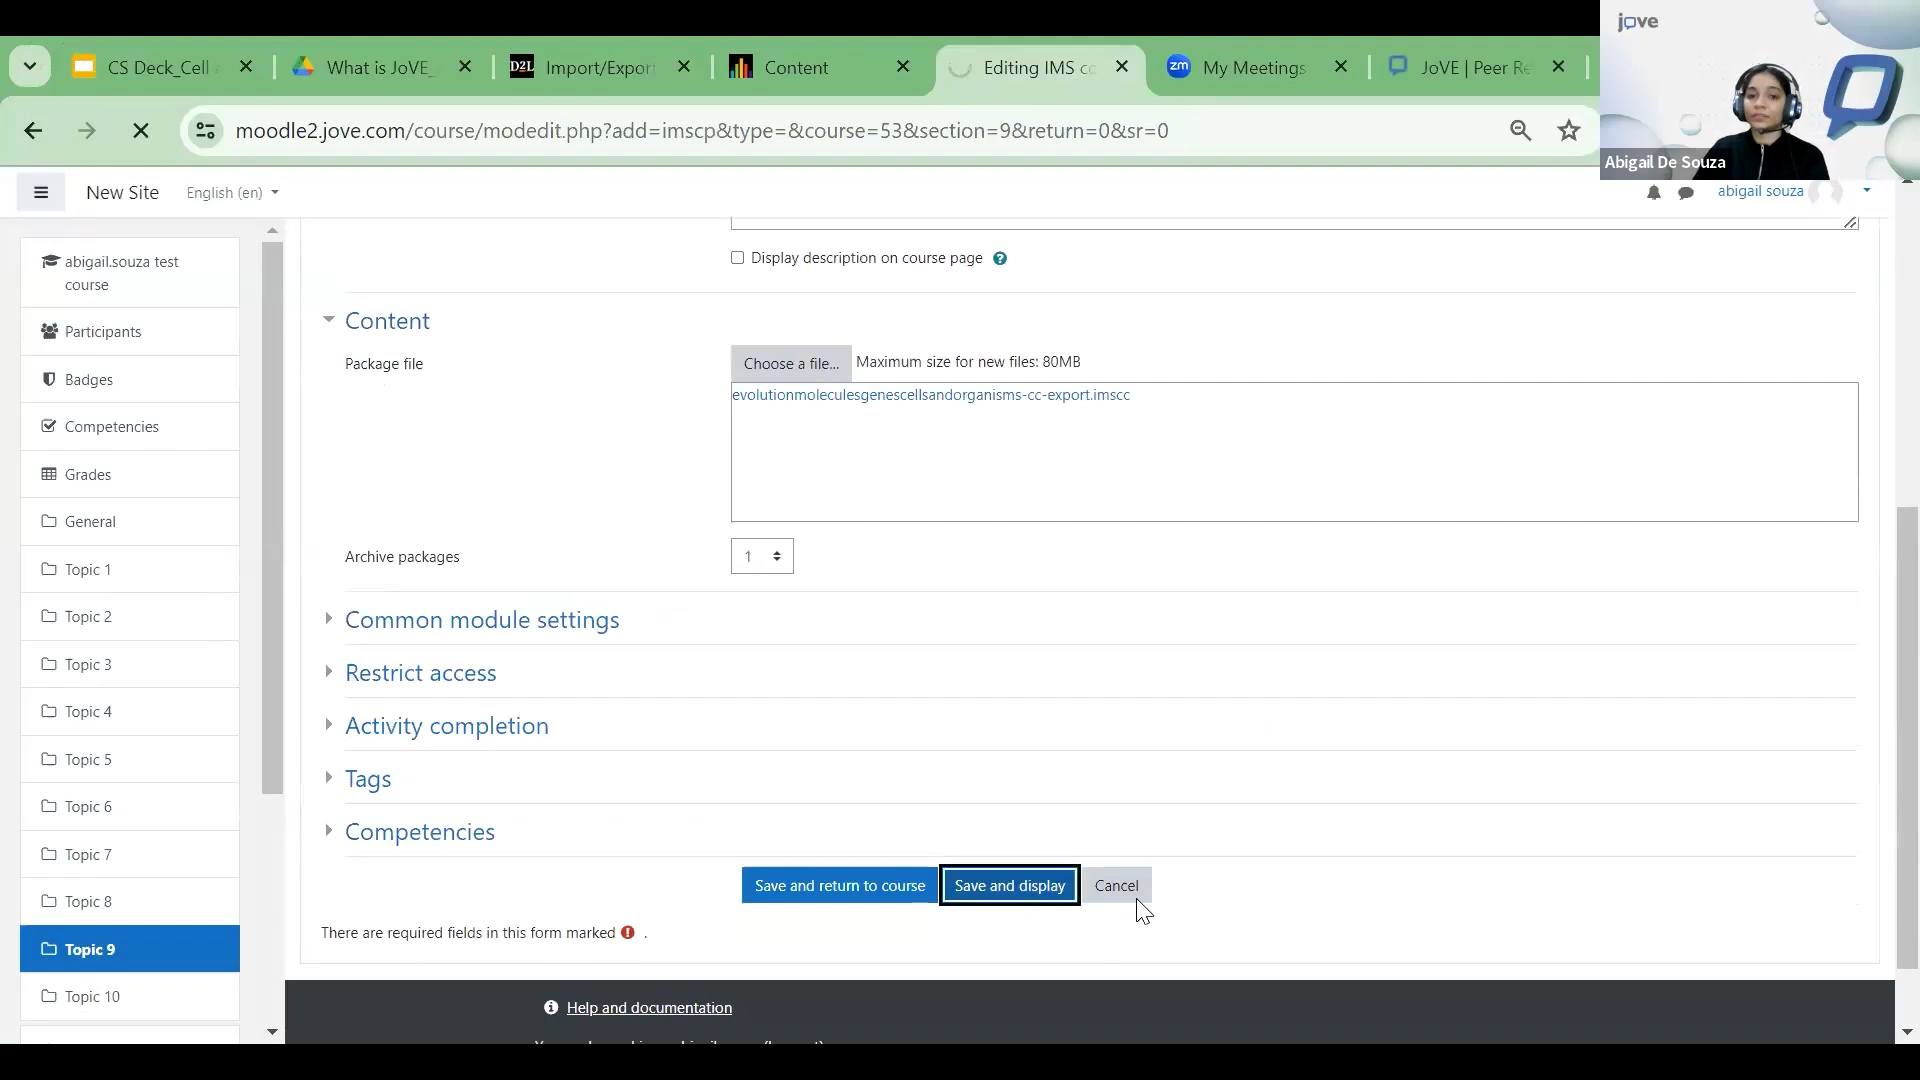 jove
CS Deck_Cell
What is JoVE_
D2L
Import/Expor
Content
Editing IMS co
zm
My Meetings
JoVE | Peer Re
moodle2.jove.com/course/modedit.php?add=imscp&type=&course=53&section=9&return=0&sr=0
Abigail De Souza
New Site
English (en)
abigail souza
abigail.souza test
course
Participants
Badges
Competencies
Grades
General
Topic 1
Topic 2
Topic 3
Topic 4
Topic 5
Topic 6
Topic 7
Topic 8
Topic 9
Topic 10
Display description on course page
Content
Package file
Choose a file...
Maximum size for new files: 80MB
evolutionmoleculesgenescellsandorganisms-cc-export.imscc
Archive packages
1
Common module settings
Restrict access
Activity completion
Tags
Competencies
Save and return to course
Save and display
Cancel
There are required fields in this form marked .
Help and documentation